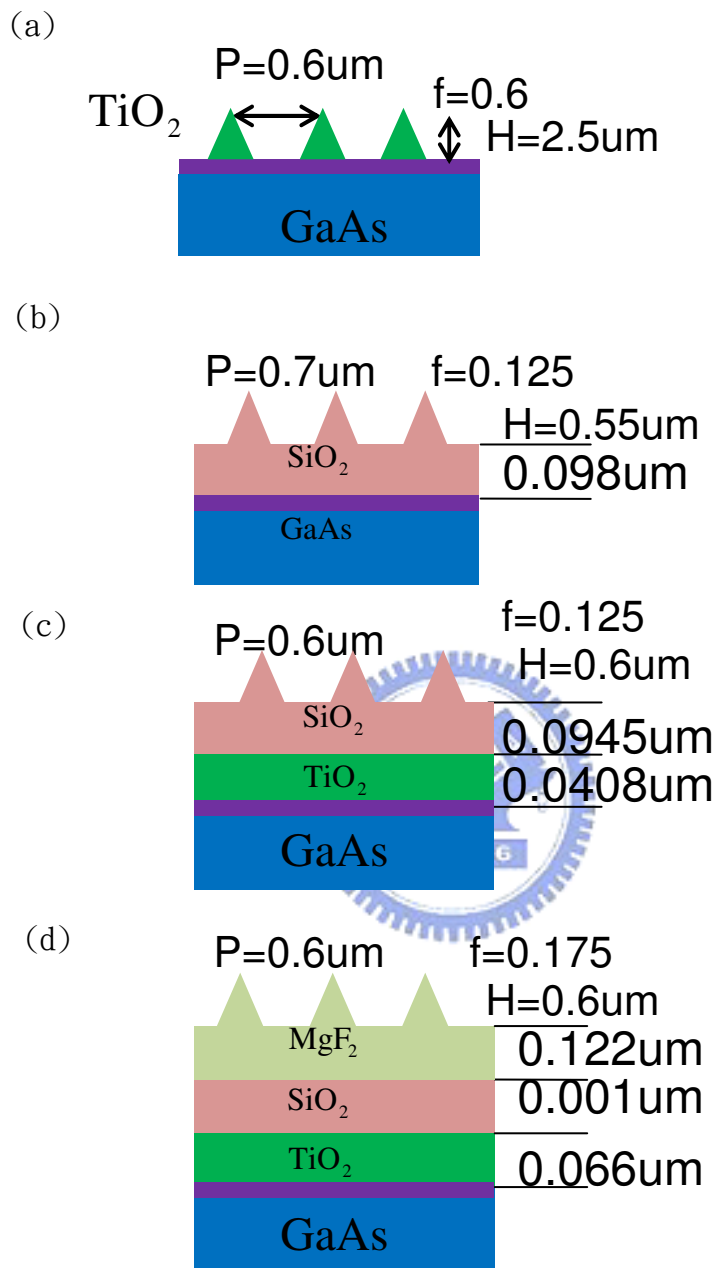 (a)
P=0.6um
TiO₂
f=0.6
H=2.5um
GaAs
(b)
P=0.7um
f=0.125
H=0.55um
SiO₂
0.098um
GaAs
(c)
f=0.125
P=0.6um
H=0.6um
SiO₂
0.0945um
TiO₂
0.0408um
GaAs
(d)
P=0.6um
f=0.175
H=0.6um
MgF₂
0.122um
SiO₂
0.001um
TiO₂
0.066um
GaAs